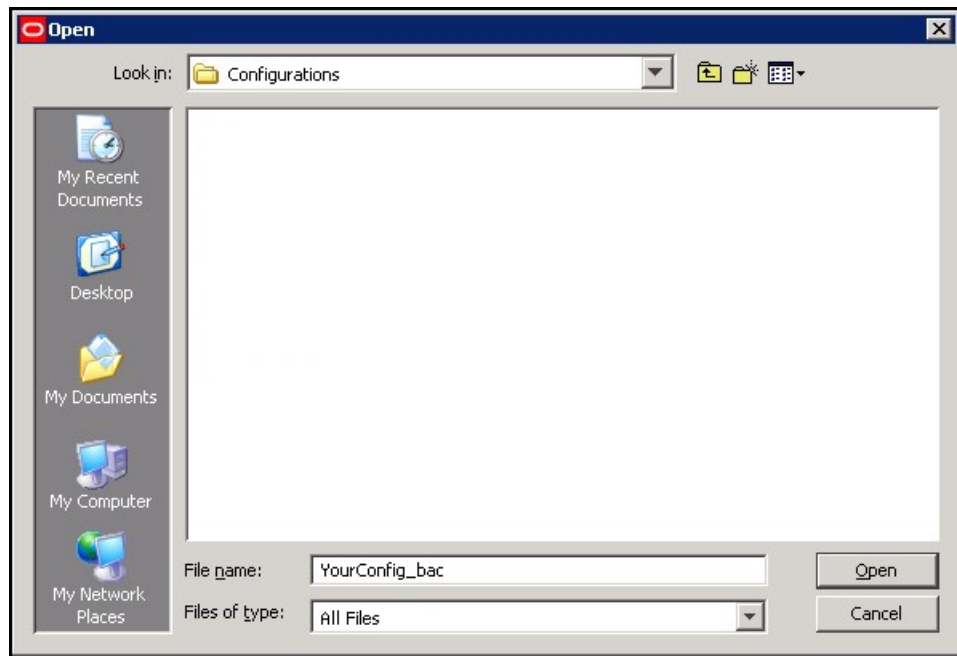 Open
Look in:
Configurations
My Recent
Documents
Desktop
My Documents
My Computer
My Network
Places
File name:
YourConfig_bac
Open
Files of type:
All Files
Cancel